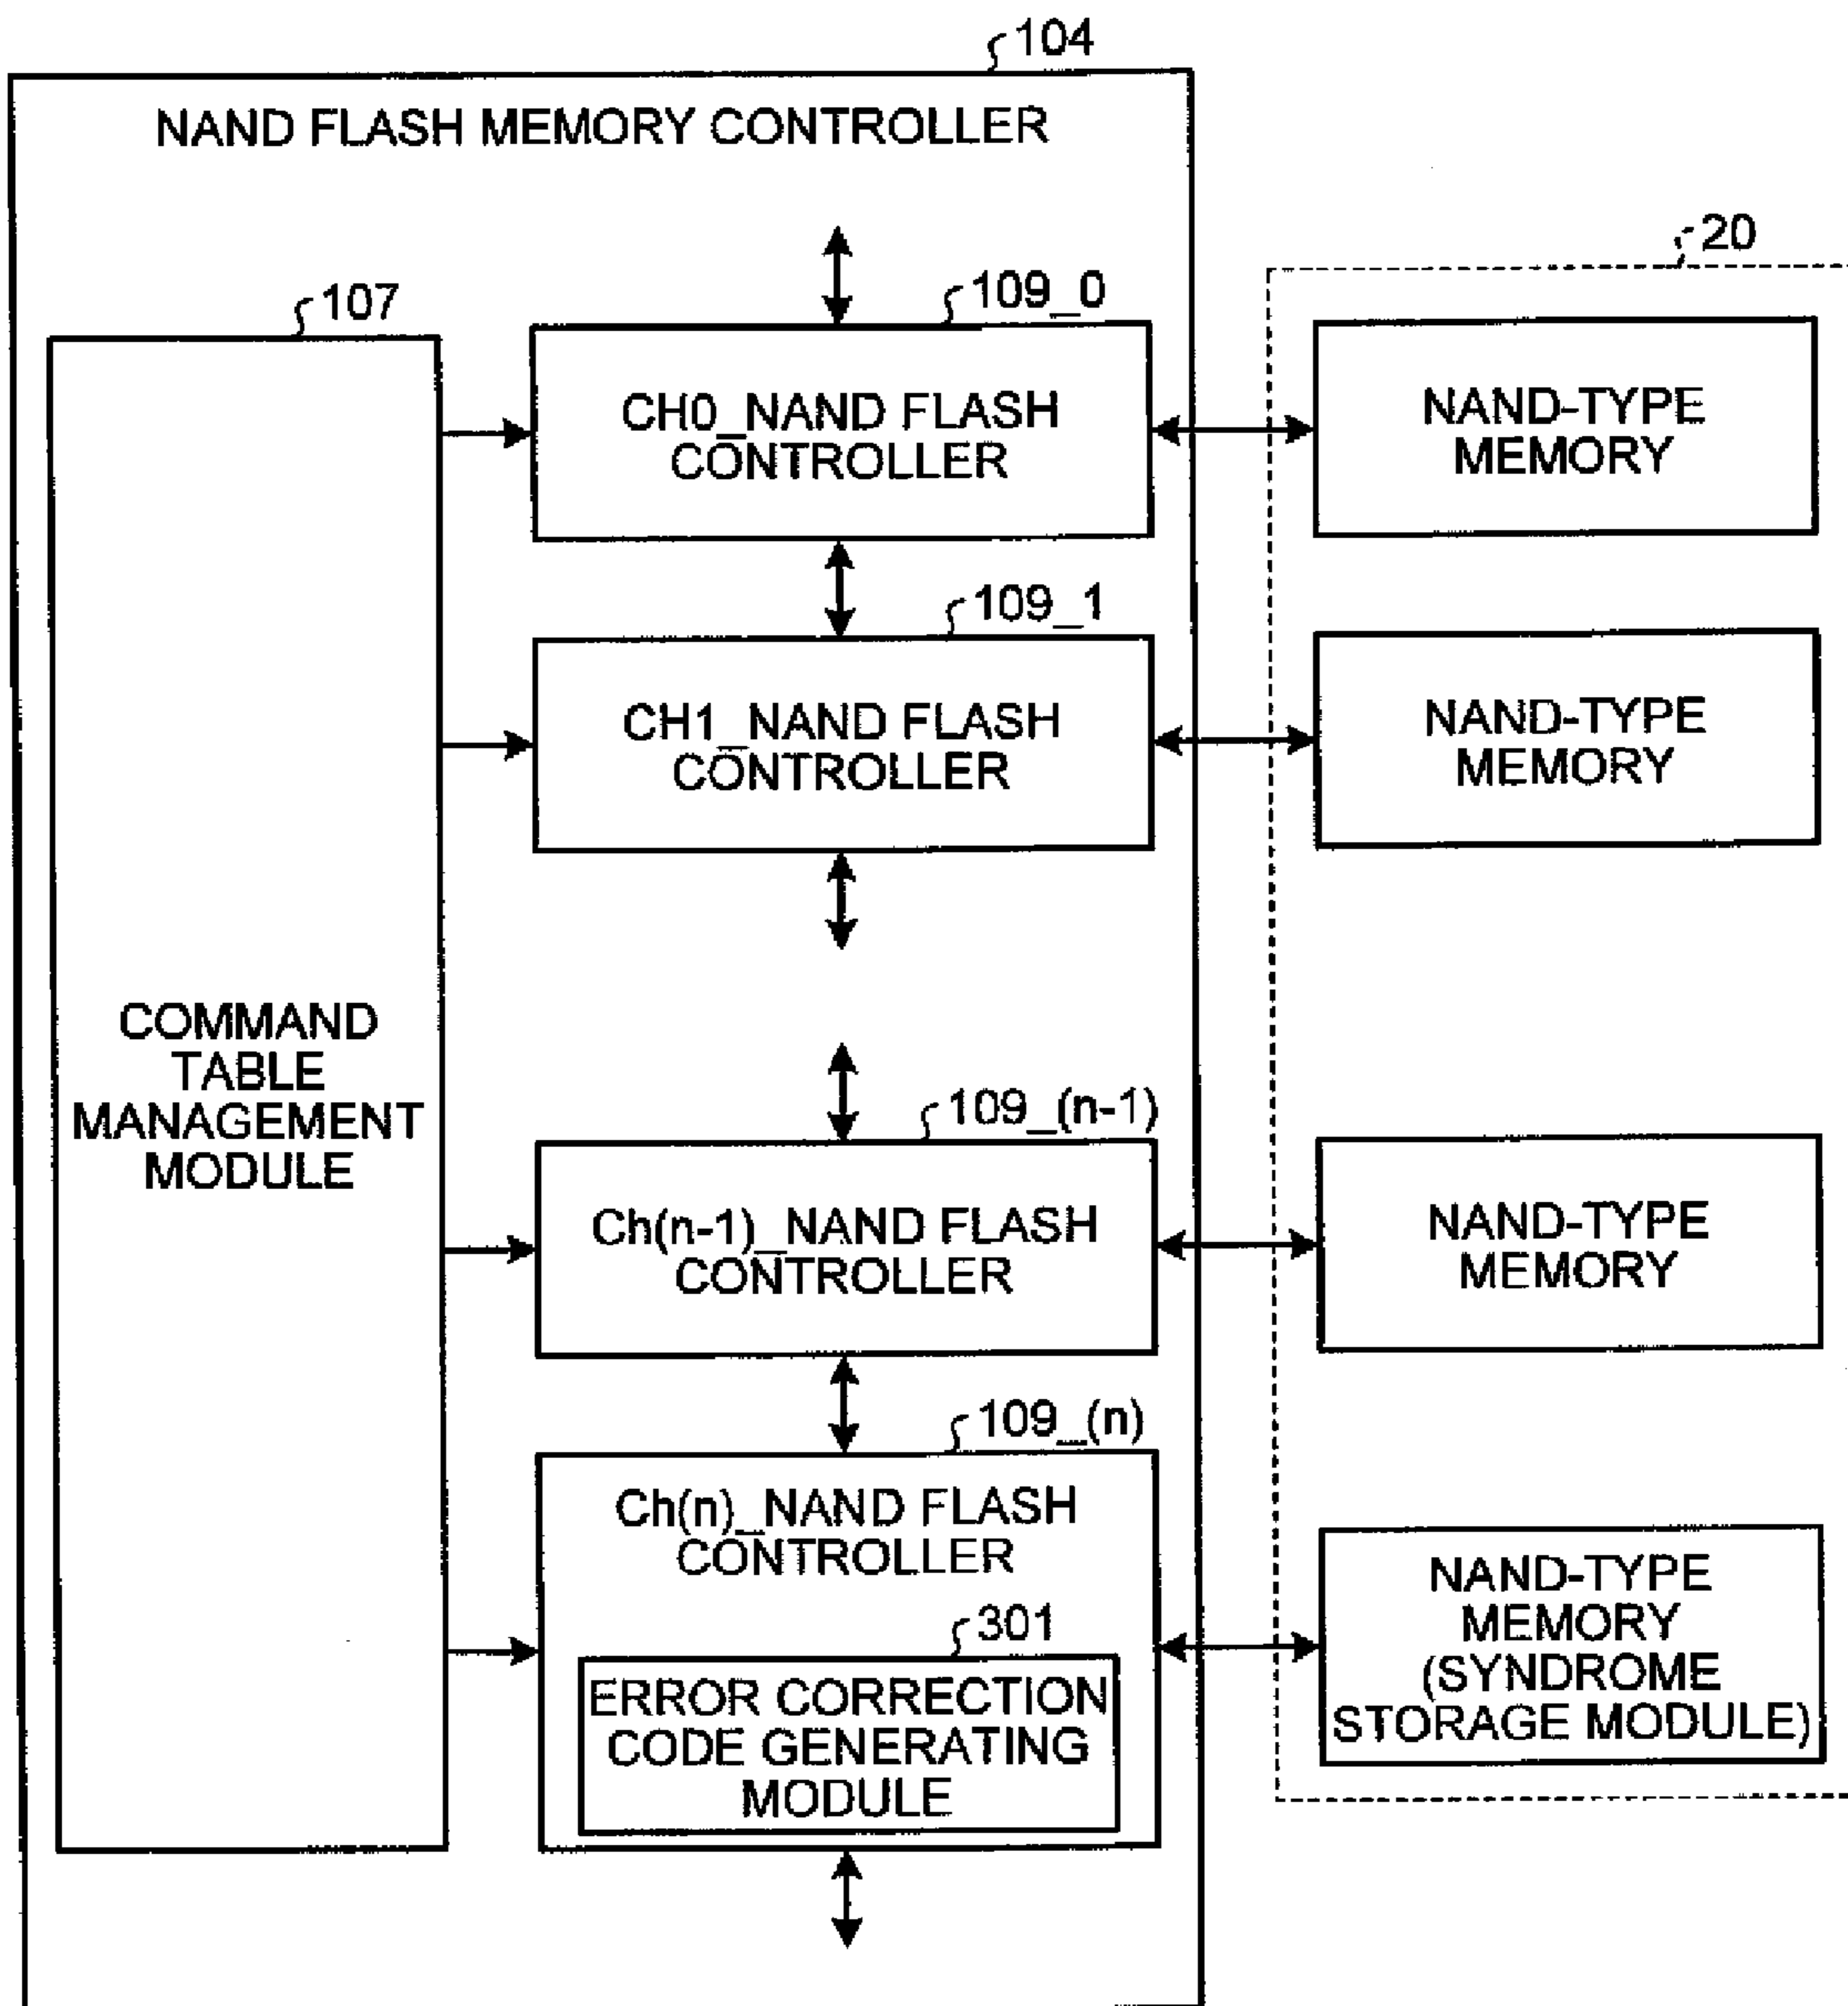 104
NAND FLASH MEMORY CONTROLLER
20
107
109_0
CH0_NAND FLASH
CONTROLLER
NAND-TYPE
MEMORY
109_1
CH1_NAND FLASH
CONTROLLER
NAND-TYPE
MEMORY
COMMAND
TABLE
MANAGEMENT
MODULE
109_(n-1)
Ch(n-1)_NAND FLASH
CONTROLLER
NAND-TYPE
MEMORY
109_(n)
Ch(n)_NAND FLASH
CONTROLLER
301
ERROR CORRECTION
CODE GENERATING
MODULE
NAND-TYPE
MEMORY
(SYNDROME
STORAGE MODULE)